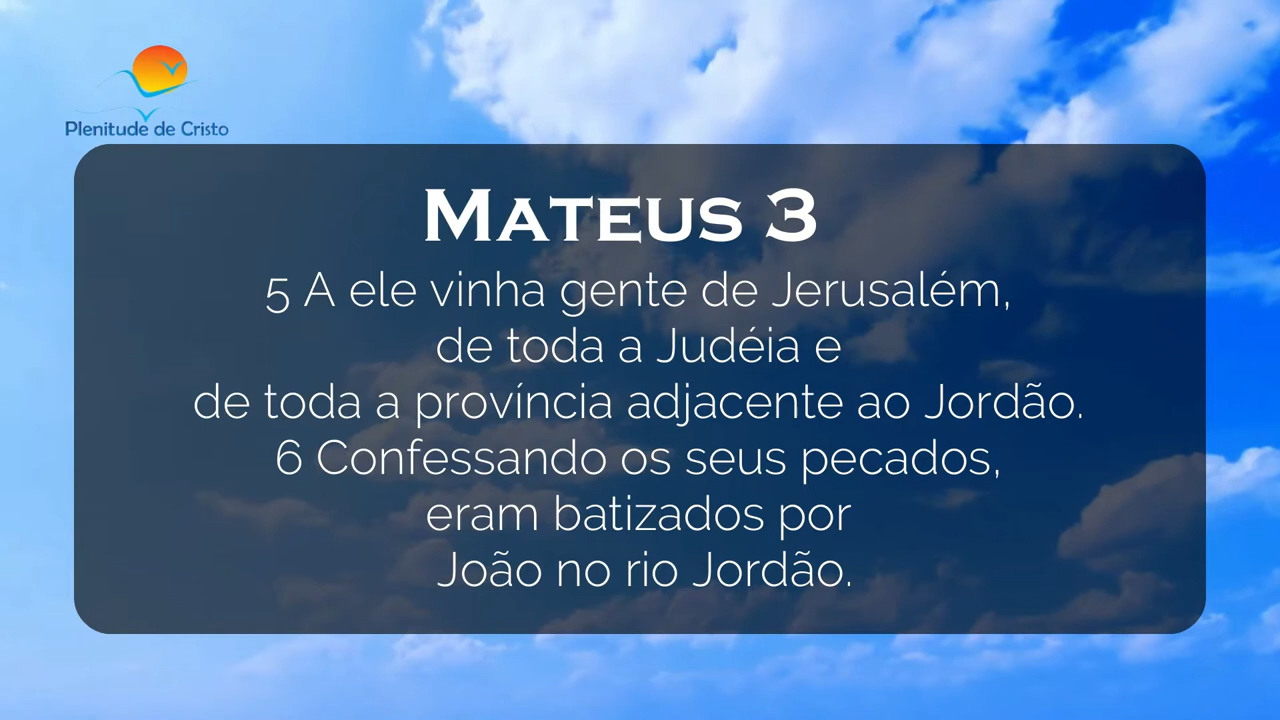 Plenitude de Cristo
Mateus 3
5 A ele vinha gente de Jerusalém,
de toda a Judéia e
de toda a província adjacente ao Jordão.
6 Confessando os seus pecados,
eram batizados por
João no rio Jordão.